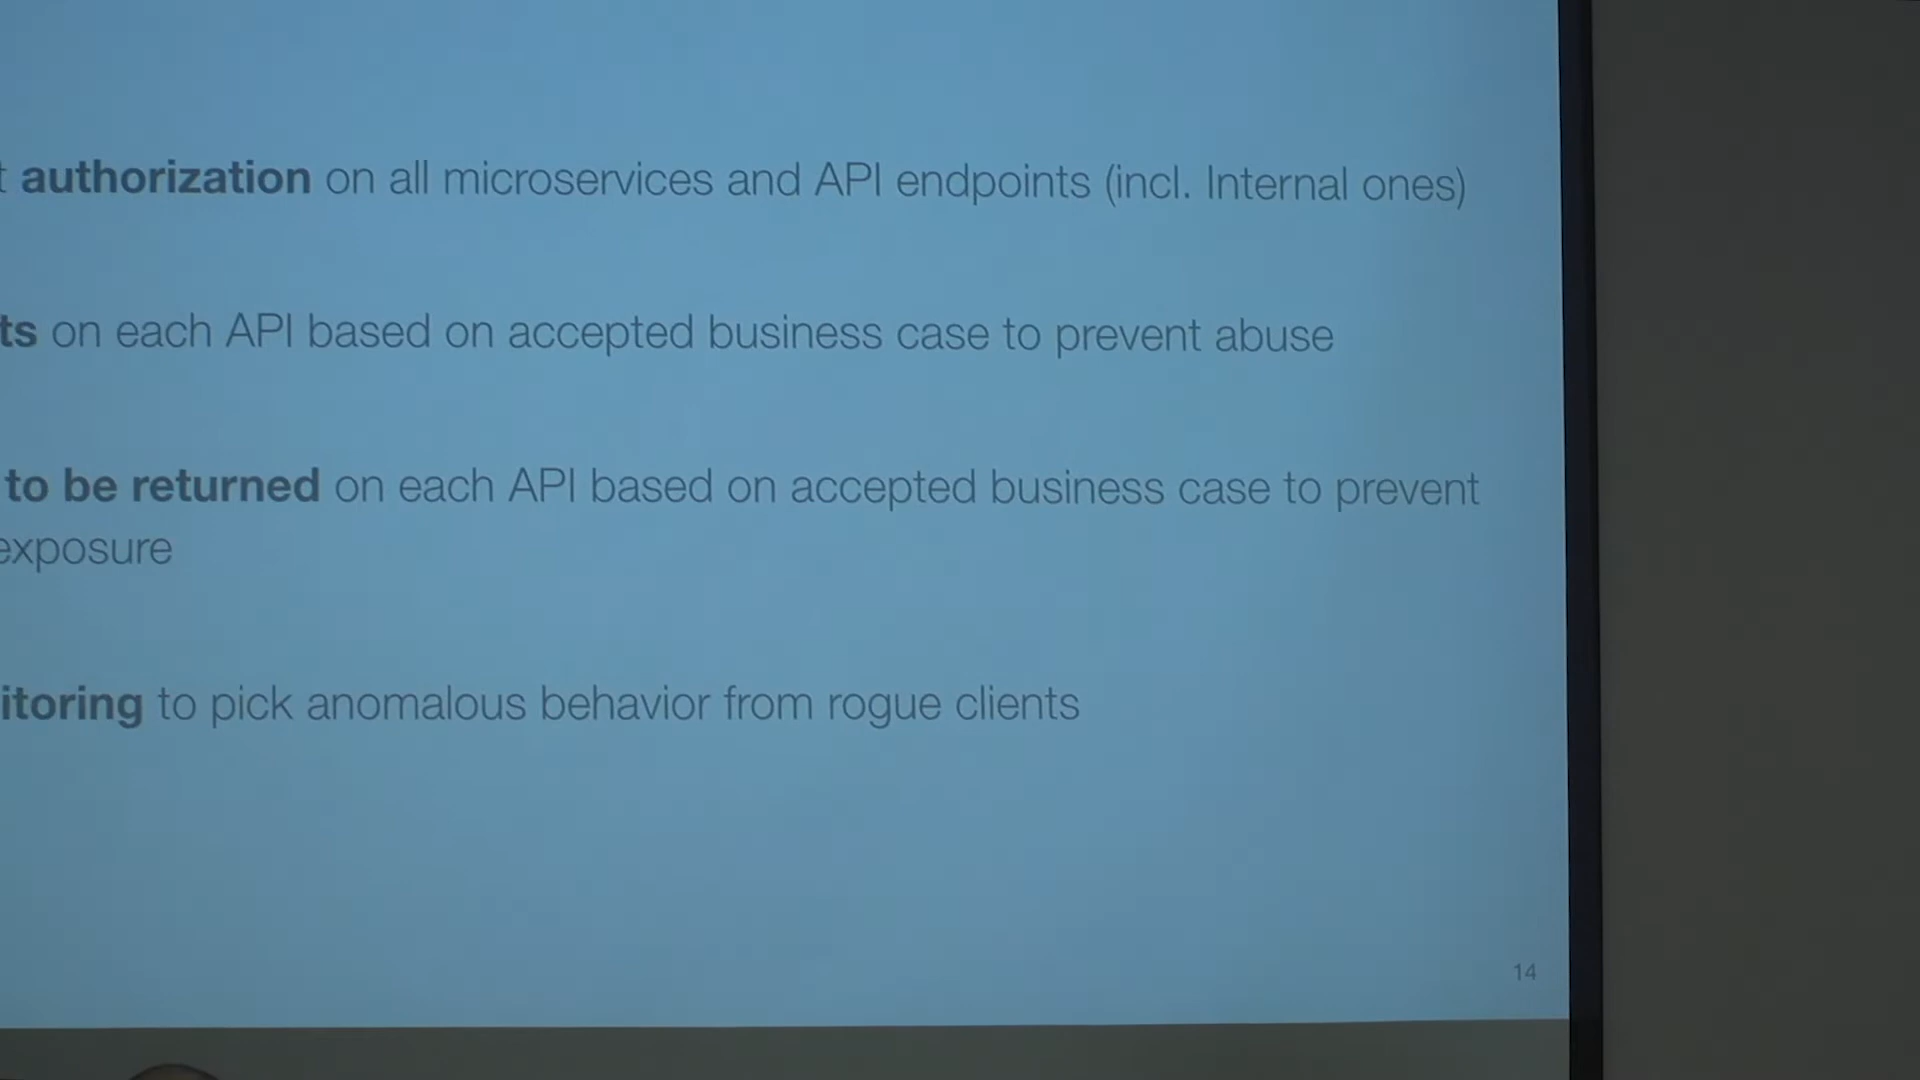 t authorization on all microservices and API endpoints (incl. Internal ones)
ts on each API based on accepted business case to prevent abuse
to be returned on each API based on accepted business case to prevent
exposure
itoring to pick anomalous behavior from rogue clients
14